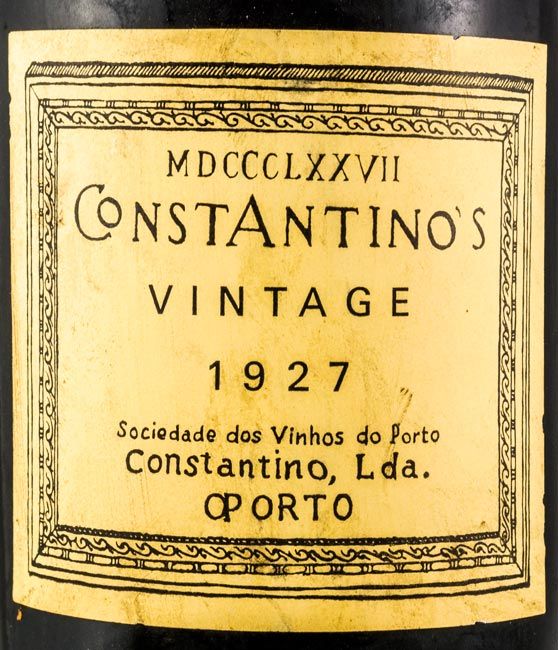 MDCCCLXXVII
CONSTANTINO'S
VINTAGE
1927
Sociedade dos Vinhos do Porto
Constantino, Lda.
OPORTO